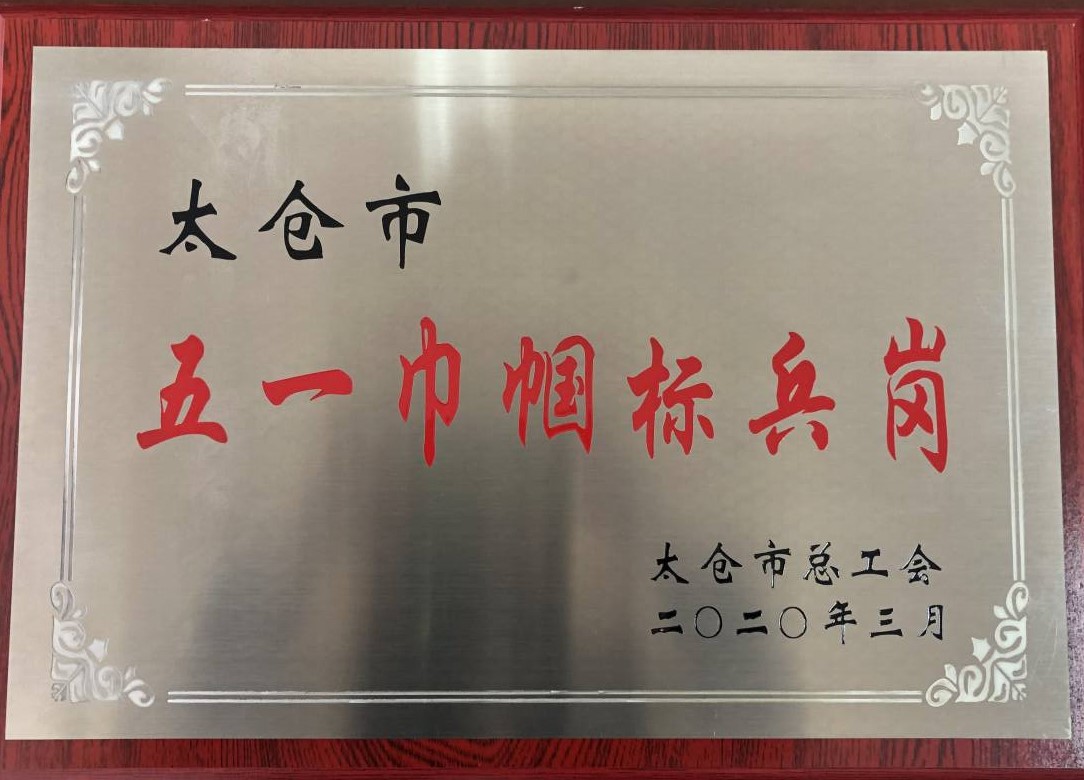 太仓市
五一巾帼标兵岗
太仓市总工会
二〇二〇年三月